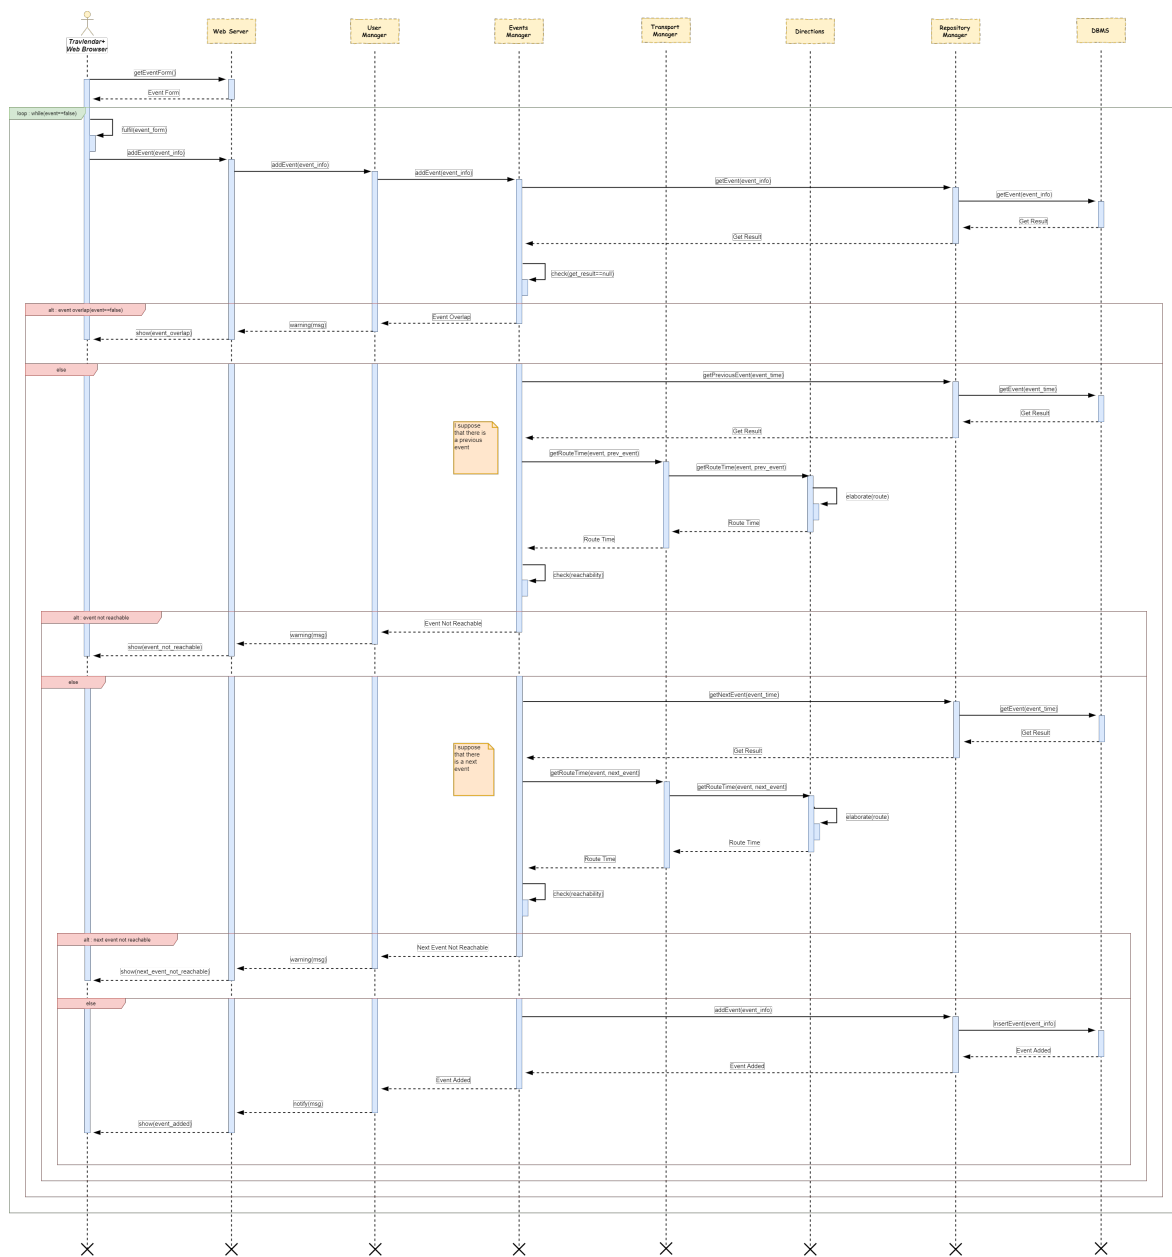 Travlendar+
Web Browser
Web Server
User
Manager
Events
Manager
Transport
Manager
Directions
Repository
Manager
DBMS
getEventForm()
Event Form
loop : while(event==false)
fulfil(event_form)
addEvent(event_info)
addEvent(event_info)
addEvent(event_info)
getEvent(event_info)
getEvent(event_info)
Get Result
Get Result
check(get_result==null)
alt : event overlap(event==false)
Event Overlap
warning(msg)
show(event_overlap)
else
getPreviousEvent(event_time)
getEvent(event_time)
Get Result
Get Result
I suppose
that there is
a previous
event
getRouteTime(event, prev_event)
getRouteTime(event, prev_event)
elaborate(route)
Route Time
Route Time
check(reachability)
alt : event not reachable
Event Not Reachable
warning(msg)
show(event_not_reachable)
else
getNextEvent(event_time)
getEvent(event_time)
Get Result
Get Result
I suppose
that there
is a next
event
getRouteTime(event, next_event)
getRouteTime(event, next_event)
elaborate(route)
Route Time
Route Time
check(reachability)
alt : next event not reachable
Next Event Not Reachable
warning(msg)
show(next_event_not_reachable)
else
addEvent(event_info)
insertEvent(event_info)
Event Added
Event Added
Event Added
notify(msg)
show(event_added)